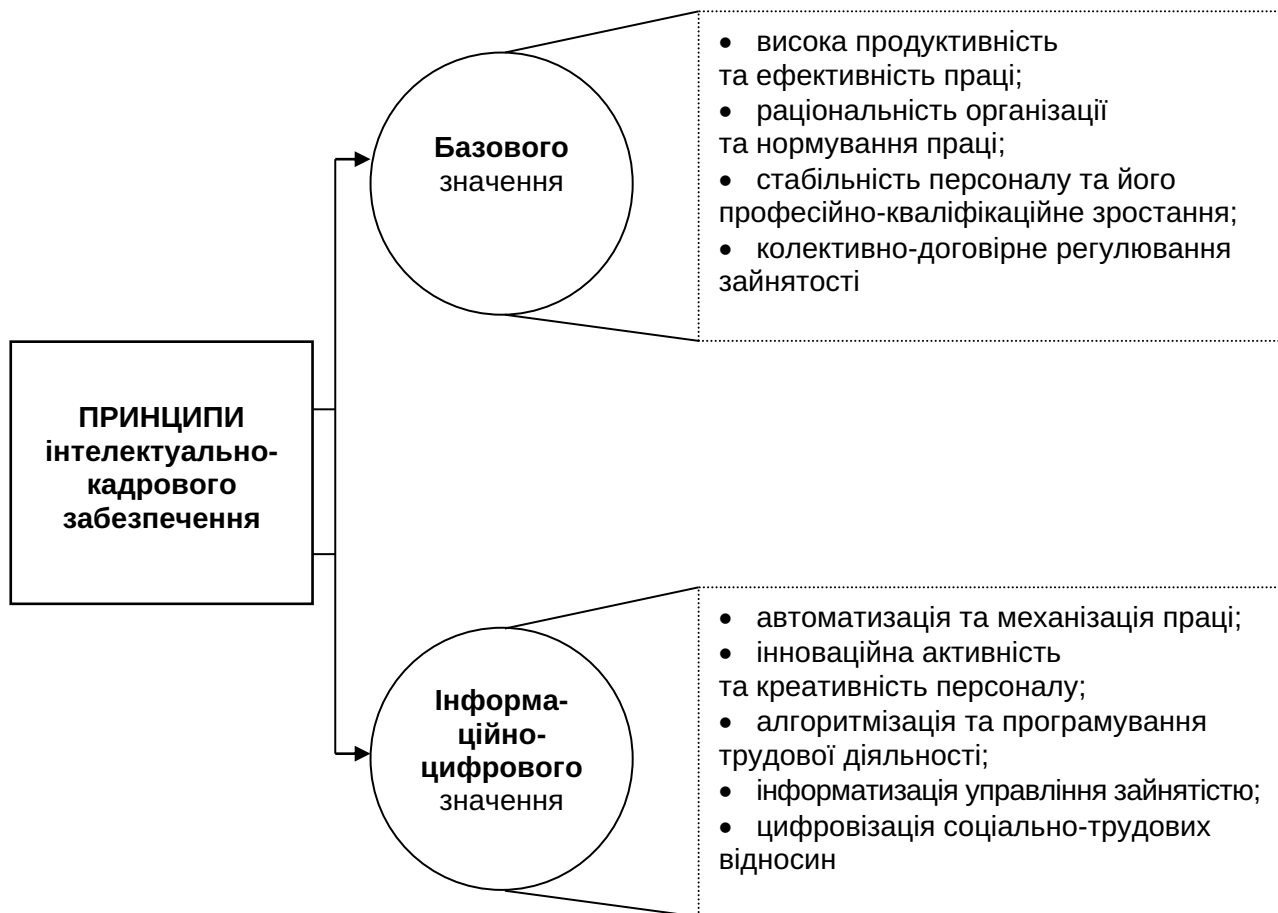 ПРИНЦИПИ
інтелектуально-
кадрового
забезпечення
Базового
значення
• висока продуктивність
та ефективність праці;
• раціональність організації
та нормування праці;
• стабільність персоналу та його
професійно-кваліфікаційне зростання;
• колективно-договірне регулювання
зайнятості
Інформа-
ційно-
цифрового
значення
• автоматизація та механізація праці;
• інноваційна активність
та креативність персоналу;
• алгоритмізація та програмування
трудової діяльності;
• інформатизація управління зайнятістю;
• цифровізація соціально-трудових
відносин